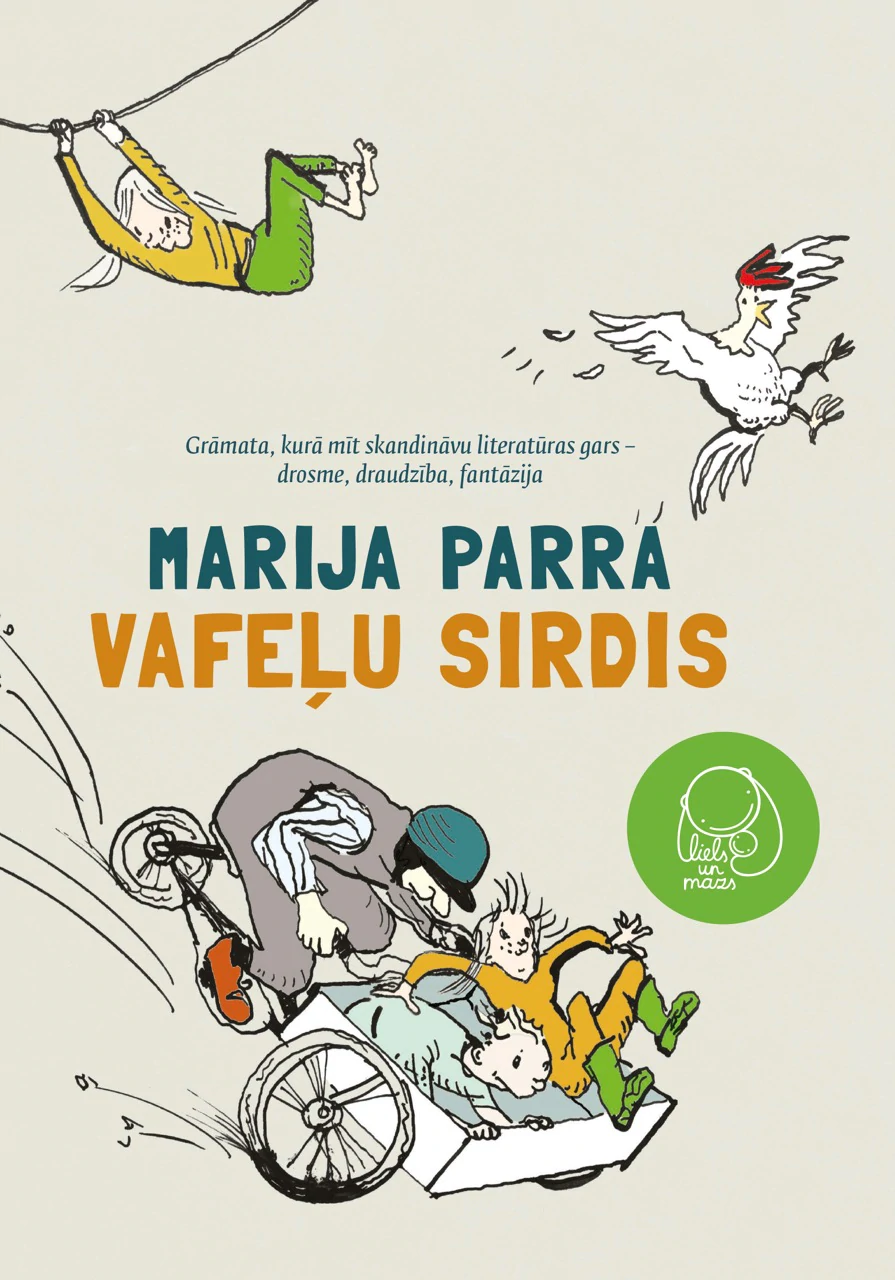 Grāmata, kurā mīt skandināvu literatūras gars –
drosme, draudzība, fantāzija
MARIJA PARRA
VAFEĻU SIRDIS
liels
un
mazs